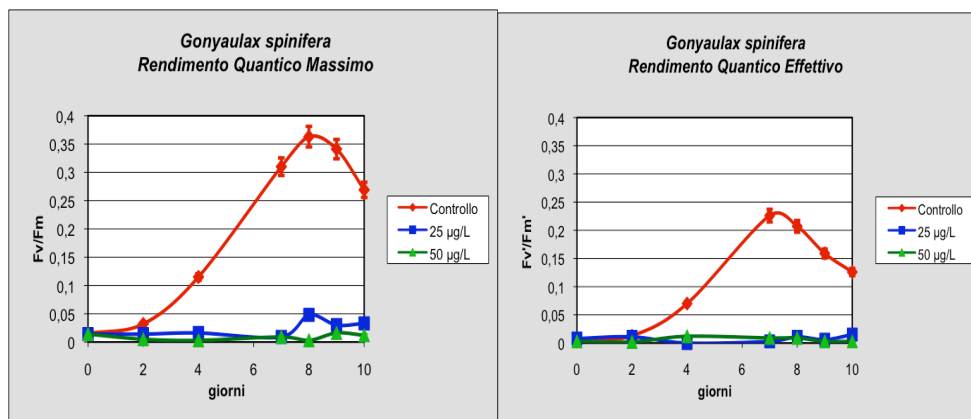 Gonyaulax spinifera
Rendimento Quantico Massimo
0,4
0,35
0,3
0,25
0,2
0,15
0,1
0,05
0
Fv/Fm
0 2 4 6 8 10
giorni
Controllo
25 µg/L
50 µg/L
Gonyaulax spinifera
Rendimento Quantico Effettivo
0,4
0,35
0,3
0,25
0,2
0,15
0,1
0,05
0
Fv'/Fm'
0 2 4 6 8 10
giorni
Controllo
25 µg/L
50 µg/L